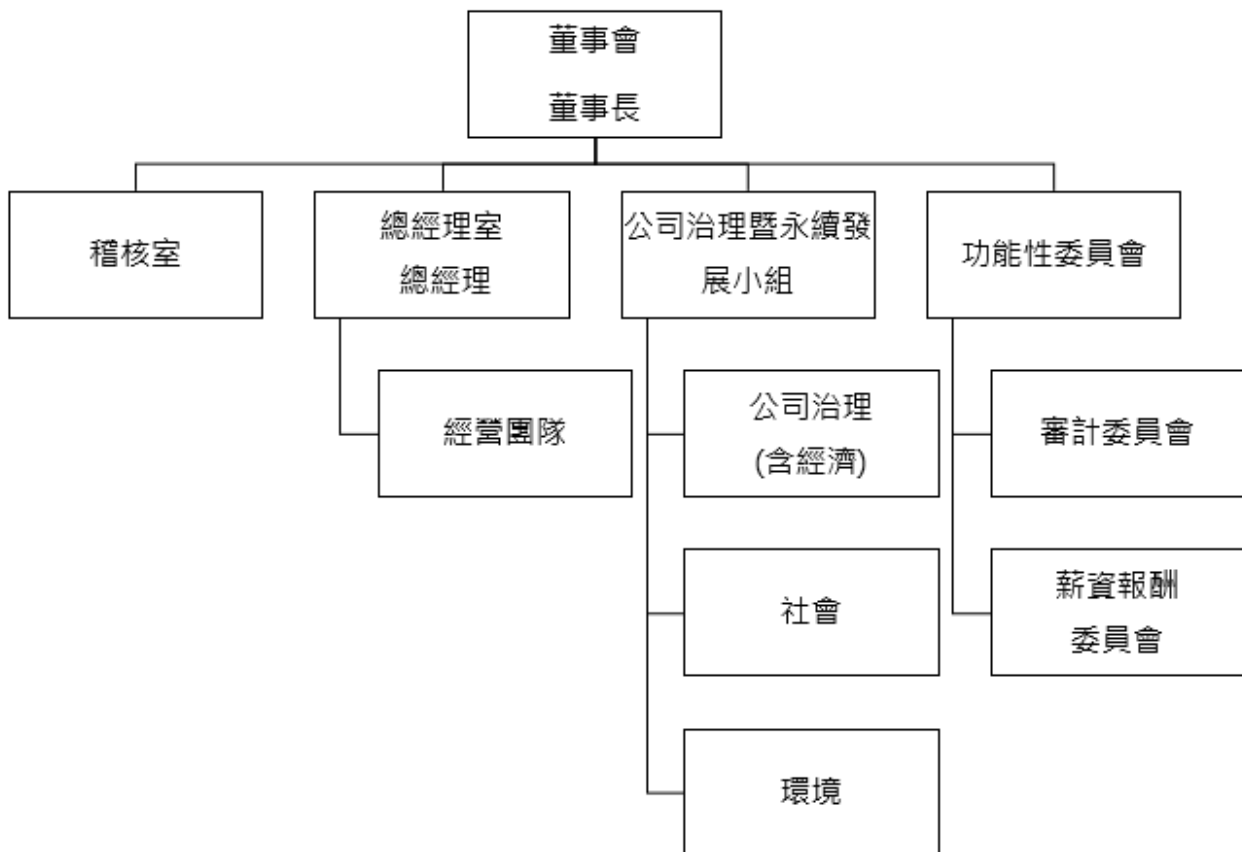 董事會
董事長
稽核室
總經理室
總經理
公司治理暨永續發
展小組
功能性委員會
經營團隊
公司治理
(含經濟)
審計委員會
社會
薪資報酬
委員會
環境